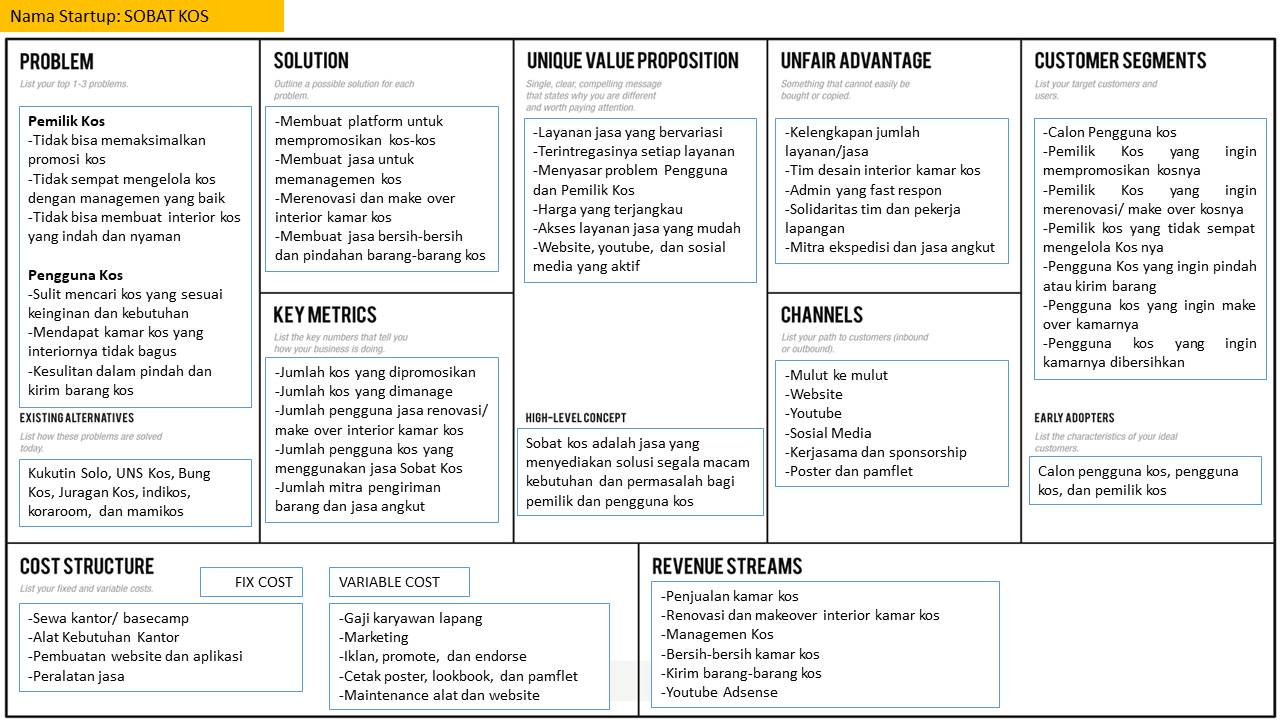 Nama Startup: SOBAT KOS
PROBLEM
List your top 1-3 problems.
Pemilik Kos
-Tidak bisa memaksimalkan
promosi kos
-Tidak sempat mengelola kos
dengan managemen yang baik
-Tidak bisa membuat interior kos
yang indah dan nyaman
Pengguna Kos
-Sulit mencari kos yang sesuai
keinginan dan kebutuhan
-Mendapat kamar kos yang
interiornya tidak bagus
-Kesulitan dalam pindah dan
kirim barang kos
EXISTING ALTERNATIVES
List how these problems are solved
today.
Kukutin Solo, UNS Kos, Bung
Kos, Juragan Kos, indikos,
koraroom, dan mamikos
SOLUTION
Outline a possible solution for each
problem.
-Membuat platform untuk
mempromosikan kos-kos
-Membuat jasa untuk
memanagemen kos
-Merenovasi dan make over
interior kamar kos
-Membuat jasa bersih-bersih
dan pindahan barang-barang kos
KEY METRICS
List the key numbers that tell you
how your business is doing.
-Jumlah kos yang dipromosikan
-Jumlah kos yang dimanage
-Jumlah pengguna jasa renovasi/
make over interior kamar kos
-Jumlah pengguna kos yang
menggunakan jasa Sobat Kos
-Jumlah mitra pengiriman
barang dan jasa angkut
UNIQUE VALUE PROPOSITION
Single, clear, compelling message
that states why you are different
and worth paying attention.
-Layanan jasa yang bervariasi
-Terintregasinya setiap layanan
-Menyasar problem Pengguna
dan Pemilik Kos
-Harga yang terjangkau
-Akses layanan jasa yang mudah
-Website, youtube, dan sosial
media yang aktif
HIGH-LEVEL CONCEPT
Sobat kos adalah jasa yang
menyediakan solusi segala macam
kebutuhan dan permasalah bagi
pemilik dan pengguna kos
UNFAIR ADVANTAGE
Something that cannot easily be
bought or copied.
-Kelengkapan jumlah
layanan/jasa
-Tim desain interior kamar kos
-Admin yang fast respon
-Solidaritas tim dan pekerja
lapangan
-Mitra ekspedisi dan jasa angkut
CHANNELS
List your path to customers (inbound
or outbound).
-Mulut ke mulut
-Website
-Youtube
-Sosial Media
-Kerjasama dan sponsorship
-Poster dan pamflet
CUSTOMER SEGMENTS
List your target customers and
users.
-Calon Pengguna kos
-Pemilik Kos yang ingin
mempromosikan kosnya
-Pemilik Kos yang ingin
merenovasi/ make over kosnya
-Pemilik kos yang tidak sempat
mengelola Kos nya
-Pengguna Kos yang ingin pindah
atau kirim barang
-Pengguna kos yang ingin make
over kamarnya
-Pengguna kos yang ingin
kamarnya dibersihkan
EARLY ADOPTERS
List the characteristics of your ideal
customers.
Calon pengguna kos, pengguna
kos, dan pemilik kos
COST STRUCTURE
List your fixed and variable costs.
FIX COST
-Sewa kantor/ basecamp
-Alat Kebutuhan Kantor
-Pembuatan website dan aplikasi
-Peralatan jasa
VARIABLE COST
-Gaji karyawan lapang
-Marketing
-Iklan, promote, dan endorse
-Cetak poster, lookbook, dan pamflet
-Maintenance alat dan website
REVENUE STREAMS
-Penjualan kamar kos
-Renovasi dan makeover interior kamar kos
-Managemen Kos
-Bersih-bersih kamar kos
-Kirim barang-barang kos
-Youtube Adsense